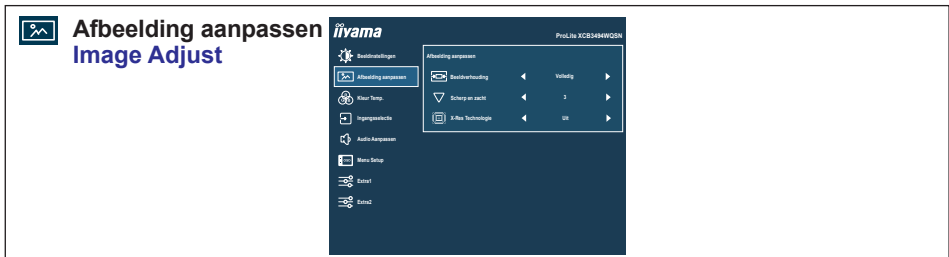 Afbeelding aanpassen
Image Adjust
iiyama
ProLite XCB3494WQSN
Beeldinstellingen
Afbeelding aanpassen
Kleur Temp.
Ingangsselectie
Audio Aanpassen
Menu Setup
Extra1
Extra2
Afbeelding aanpassen
Beeldverhouding Volledig
Scherp en zacht 3
X-Res Technologie Uit